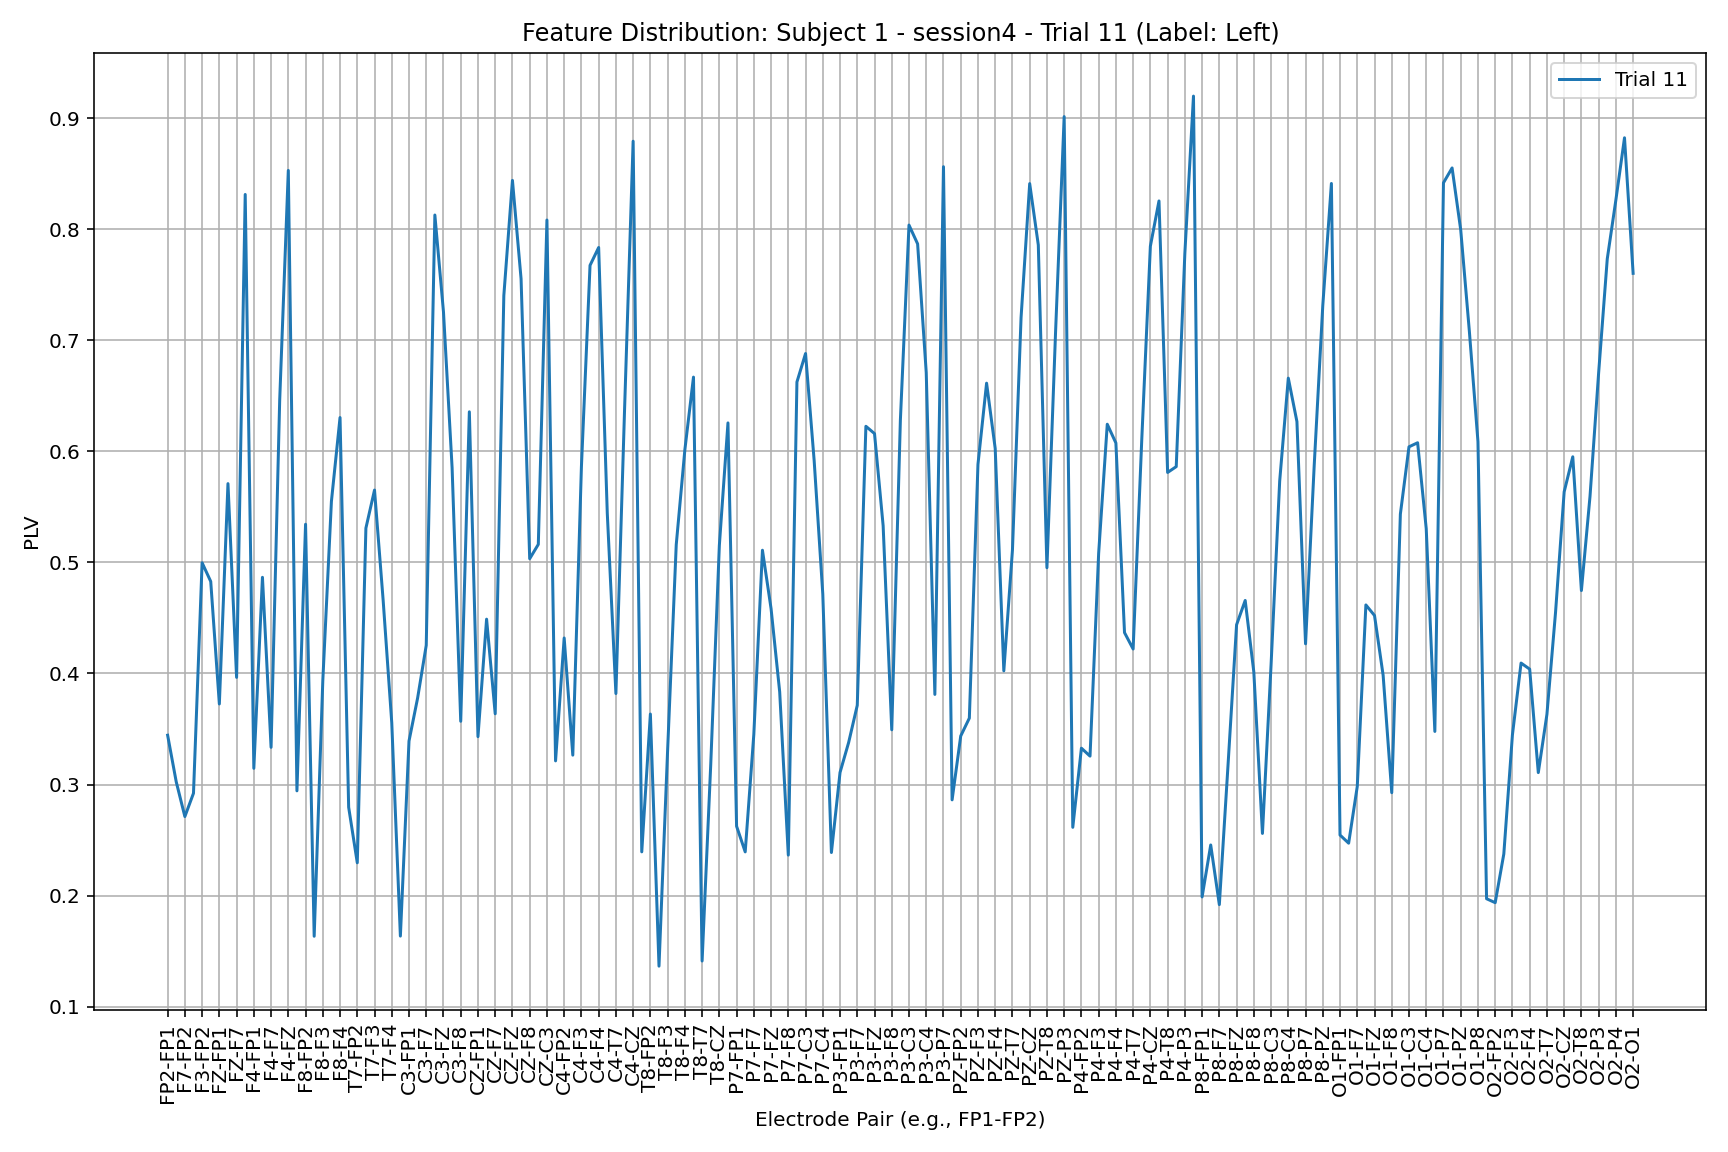 Feature Distribution: Subject 1 - session4 - Trial 11 (Label: Left)
Trial 11
PLV
0.9
0.8
0.7
0.6
0.5
0.4
0.3
0.2
0.1
FP2-FP1
F7-FP2
F3-FP2
FZ-FP1
FZ-F7
F4-FP1
F4-F7
F4-FZ
F8-FP2
F8-F3
F8-F4
T7-FP2
T7-F3
T7-F4
C3-FP1
C3-F7
C3-FZ
C3-F8
CZ-FP1
CZ-F7
CZ-FZ
CZ-F8
CZ-C3
C4-FP2
C4-F3
C4-F4
C4-T7
C4-CZ
T8-FP2
T8-F3
T8-F4
T8-T7
T8-CZ
P7-FP1
P7-F7
P7-FZ
P7-F8
P7-C3
P7-C4
P3-FP1
P3-F7
P3-FZ
P3-F8
P3-C3
P3-C4
P3-P7
PZ-FP2
PZ-F3
PZ-F4
PZ-T7
PZ-CZ
PZ-T8
PZ-P3
P4-FP2
P4-F3
P4-F4
P4-T7
P4-CZ
P4-T8
P4-P3
P8-FP1
P8-F7
P8-FZ
P8-F8
P8-C3
P8-C4
P8-P7
P8-PZ
O1-FP1
O1-F7
O1-FZ
O1-F8
O1-C3
O1-C4
O1-P7
O1-PZ
O1-P8
O2-FP2
O2-F3
O2-F4
O2-T7
O2-CZ
O2-T8
O2-P3
O2-P4
O2-O1
Electrode Pair (e.g., FP1-FP2)